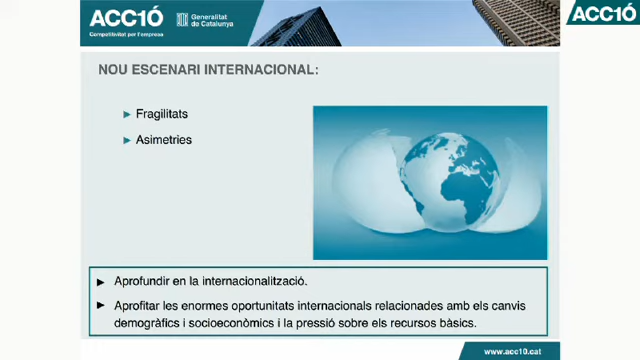 ACC1Ó
Competitivitat per l'empresa
Generalitat
de Catalunya
ACC1Ó
NOU ESCENARI INTERNACIONAL:
Fragilitats
Asimetries
Aprofundir en la internacionalització.
Aprofitar les enormes oportunitats internacionals relacionades amb els canvis
demogràfics i socioeconòmics i la pressió sobre els recursos bàsics.
www.acc10.cat